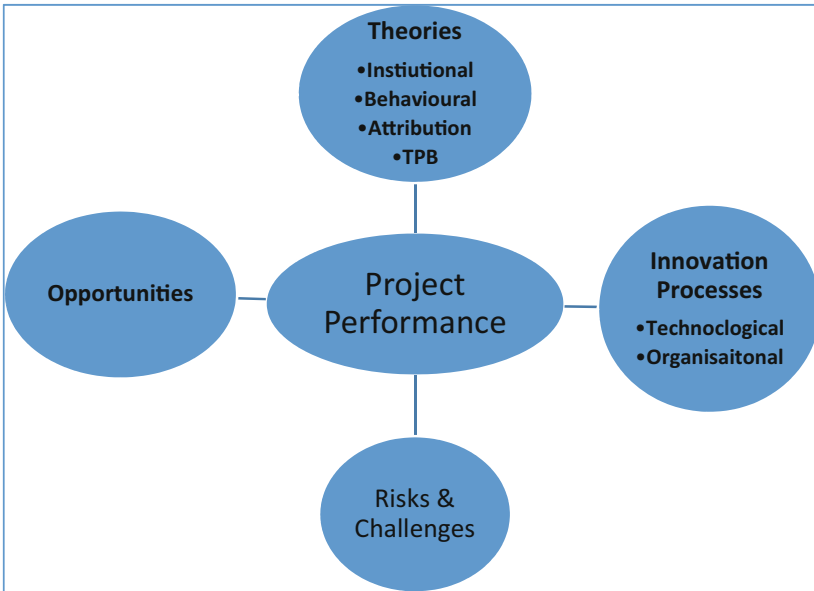 Theories
•Instiutional
•Behavioural
•Attribution
•TPB
Opportunities
Project
Performance
Innovation
Processes
•Technoclogical
•Organisaitonal
Risks &
Challenges